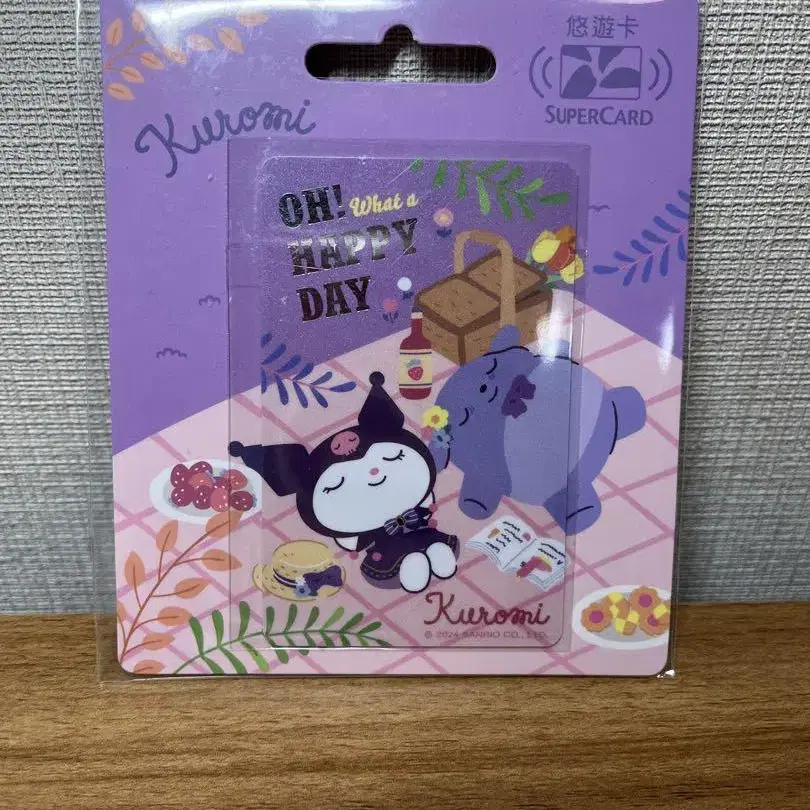 悠遊卡
SUPERCARD
Kuromi
OH! What a
HAPPY
DAY
Kuromi
© 2024 SANRIO CO., LTD.